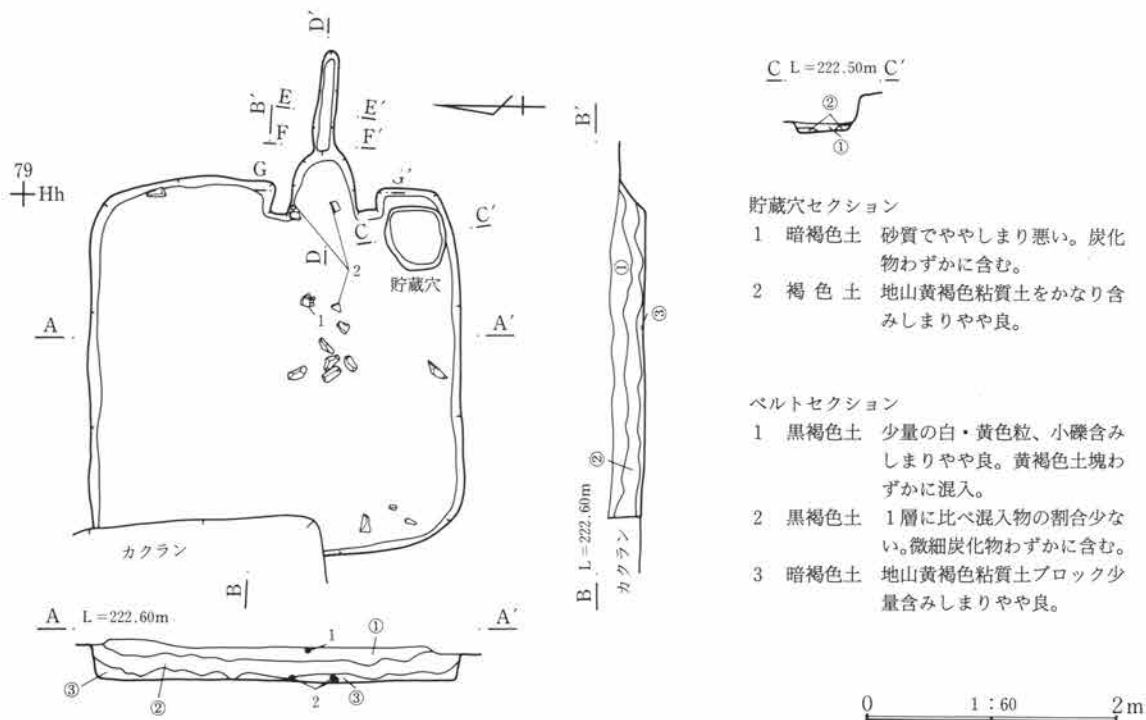 D′
B′
E
E′
F
F′
G
G′
79
Hh
C
C′
D
2
貯蔵穴
1
A
A′
カクラン
B
A L＝222.60m A′
1
①
③
②
2
③
B′
①
③
②
B L＝222.60m
カクラン
C L＝222.50m C′
②
①
貯蔵穴セクション
1 暗褐色土 砂質でややしまり悪い。炭化
物わずかに含む。
2 褐色土 地山黄褐色粘質土をかなり含
みしまりやや良。
ベルトセクション
1 黒褐色土 少量の白・黄色粒、小礫含み
しまりやや良。黄褐色土塊わ
ずかに混入。
2 黒褐色土 1層に比べ混入物の割合少な
い。微細炭化物わずかに含む。
3 暗褐色土 地山黄褐色粘質土ブロック少
量含みしまりやや良。
0 1：60 2m